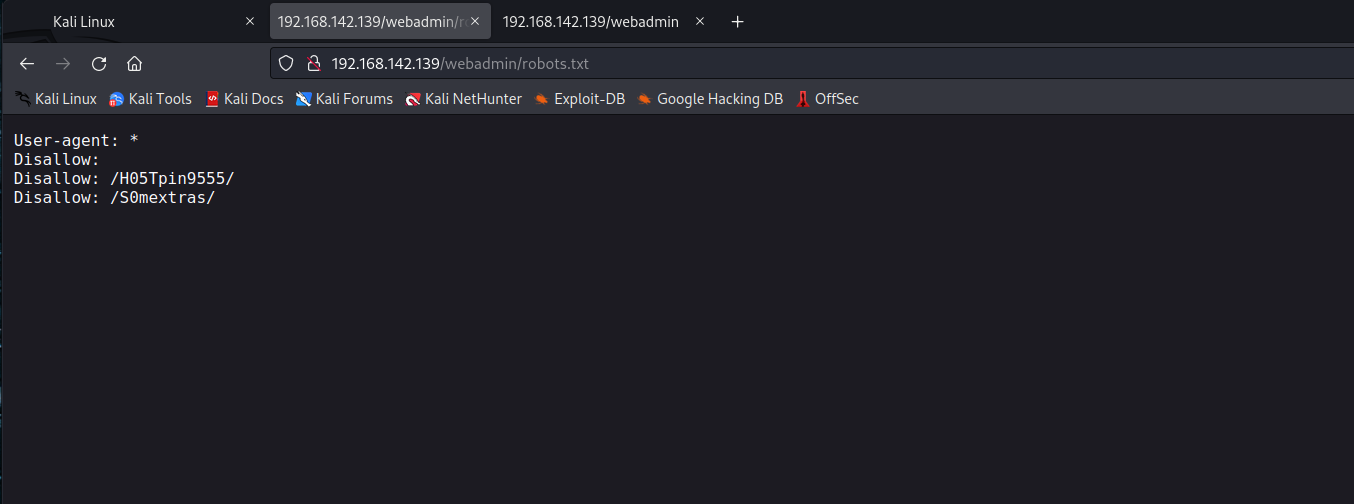 Kali Linux
192.168.142.139/webadmin/ro
192.168.142.139/webadmin
192.168.142.139/webadmin/robots.txt
Kali Linux Kali Tools Kali Docs Kali Forums Kali NetHunter Exploit-DB Google Hacking DB OffSec
User-agent: *
Disallow:
Disallow: /H05Tpin9555/
Disallow: /S0mextras/